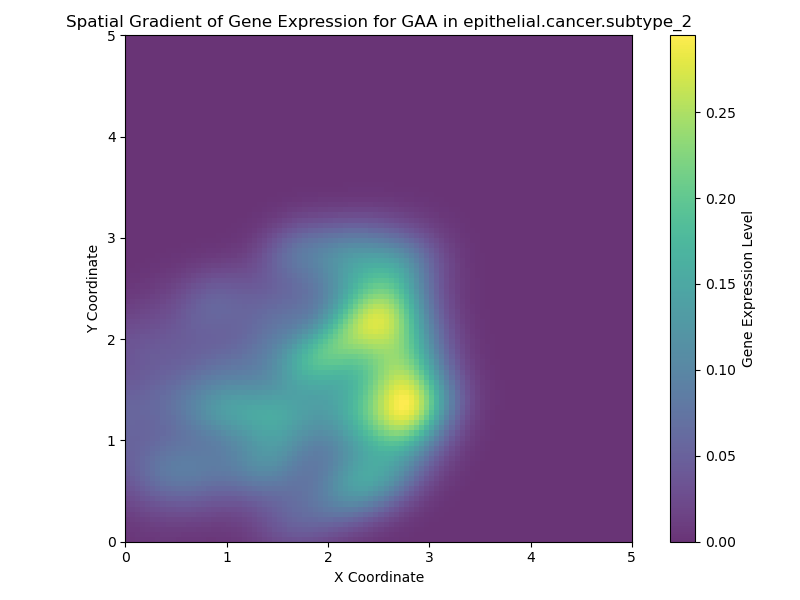 Spatial Gradient of Gene Expression for GAA in epithelial.cancer.subtype_2
5
4
3
2
1
0
Y Coordinate
0 1 2 3 4 5
X Coordinate
0.25
0.20
0.15
0.10
0.05
0.00
Gene Expression Level